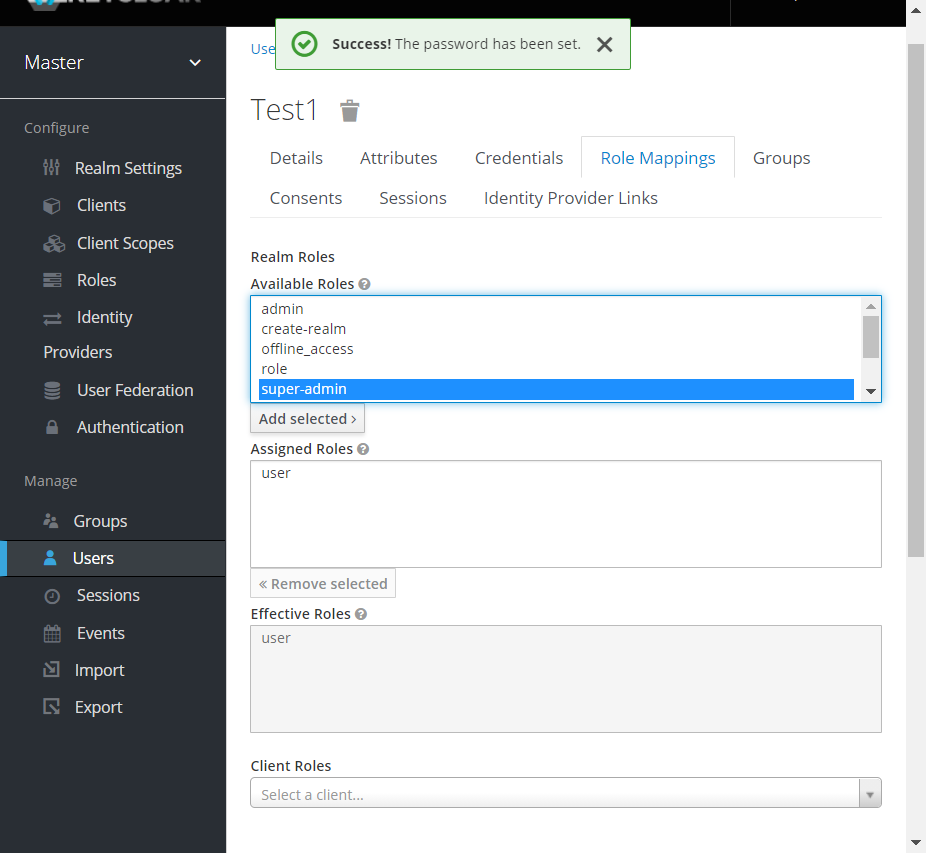 Master
Use
Success! The password has been set.
Test1
Configure
Realm Settings
Clients
Client Scopes
Roles
Identity
Providers
User Federation
Authentication
Manage
Groups
Users
Sessions
Events
Import
Export
Details
Attributes
Credentials
Role Mappings
Groups
Consents
Sessions
Identity Provider Links
Realm Roles
Available Roles
admin
create-realm
offline_access
role
super-admin
Add selected ›
Assigned Roles
user
« Remove selected
Effective Roles
user
Client Roles
Select a client...